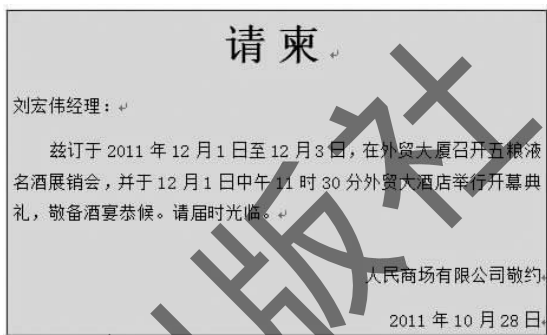 请柬
刘宏伟经理：
兹订于 2011 年 12 月 1 日至 12 月 3 日，在外贸大厦召开五粮液
名酒展销会，并于 12 月 1 日中午 11 时 30 分外贸大酒店举行开幕典
礼，敬备酒宴恭候。请届时光临。
人民商场有限公司敬约
2011 年 10 月 28 日
版社